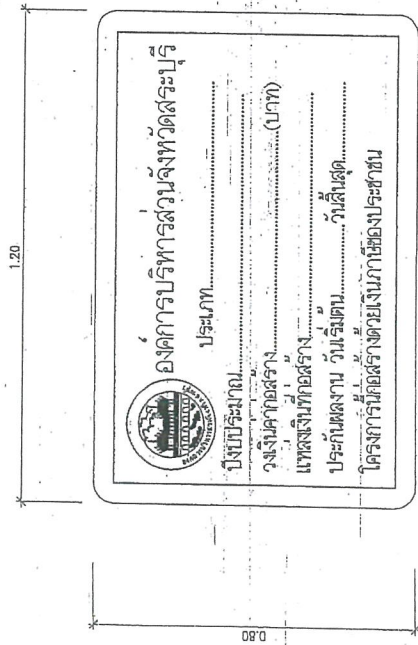 1.20
0.80
องค์การบริหารส่วนจังหวัดสระบุรี
ประเภท....................
ปีงบประมาณ....................
วงเงินค่าก่อสร้าง....................(บาท)
แหล่งเงินที่ก่อสร้าง....................
ประกันผลงาน วันเริ่มต้น..........วันสิ้นสุด..........
โครงการนี้ก่อสร้างด้วยเงินภาษีของประชาชน